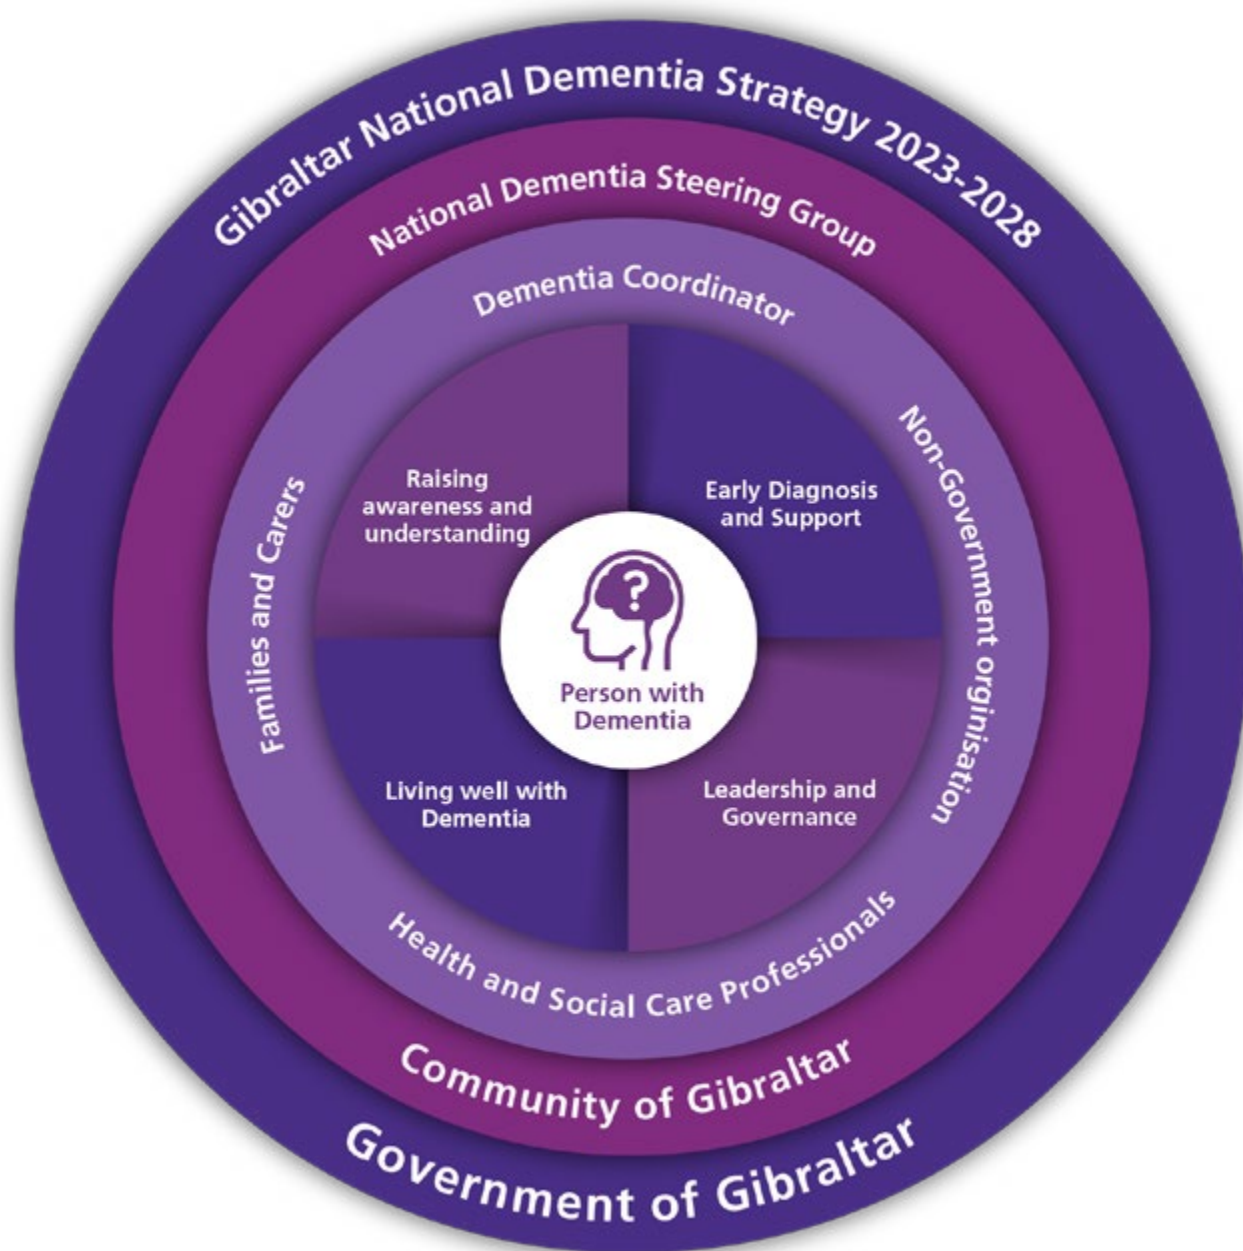 Gibraltar National Dementia Strategy 2023-2028
National Dementia Steering Group
Dementia Coordinator
Non-Government orginisation
Families and Carers
Raising
awareness and
understanding
Early Diagnosis
and Support
?
Person with
Dementia
Living well with
Dementia
Leadership and
Governance
Health and Social Care Professionals
Community of Gibraltar
Government of Gibraltar